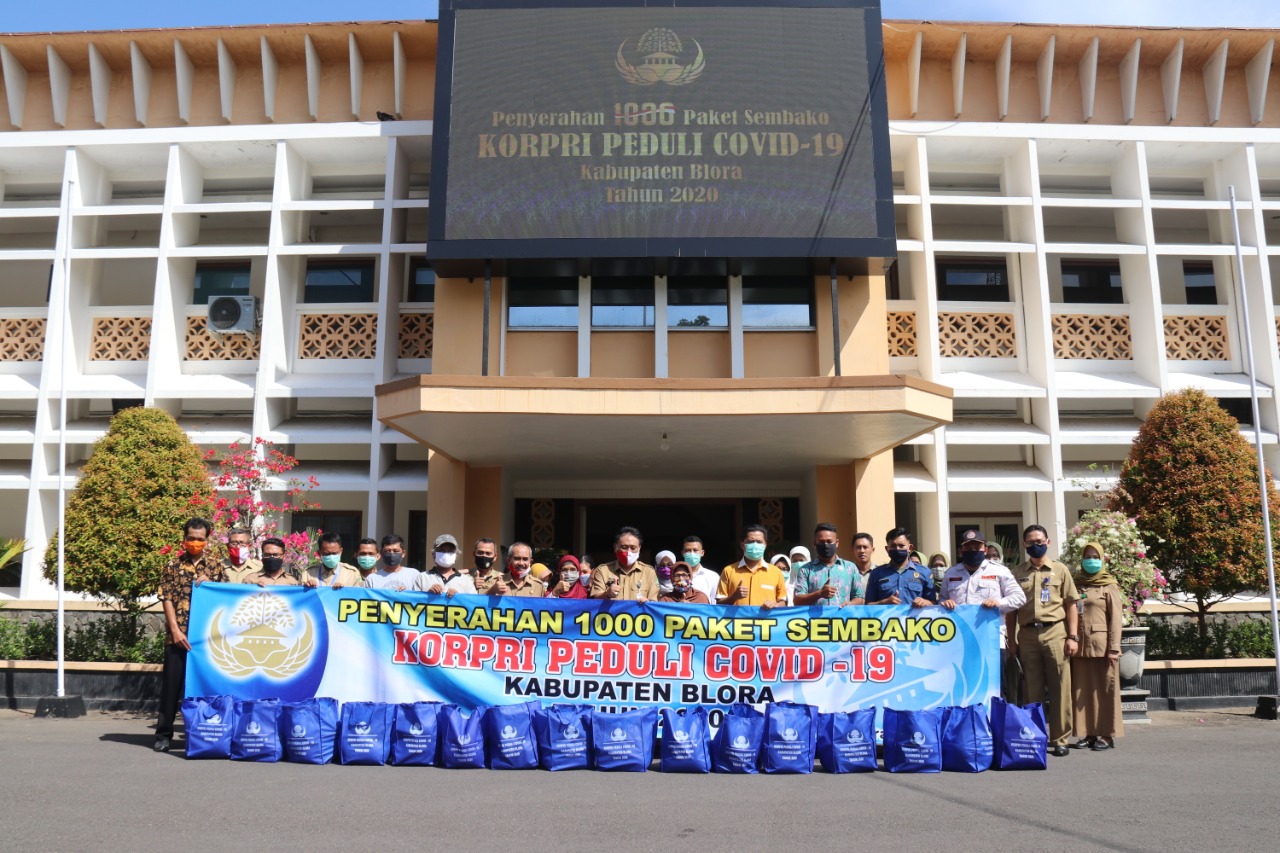 Penyerahan 1036 Paket Sembako
KORPRI PEDULI COVID-19
Kabupaten Blora
Tahun 2020
PENYERAHAN 1000 PAKET SEMBAKO
KORPRI PEDULI COVID -19
KABUPATEN BLORA